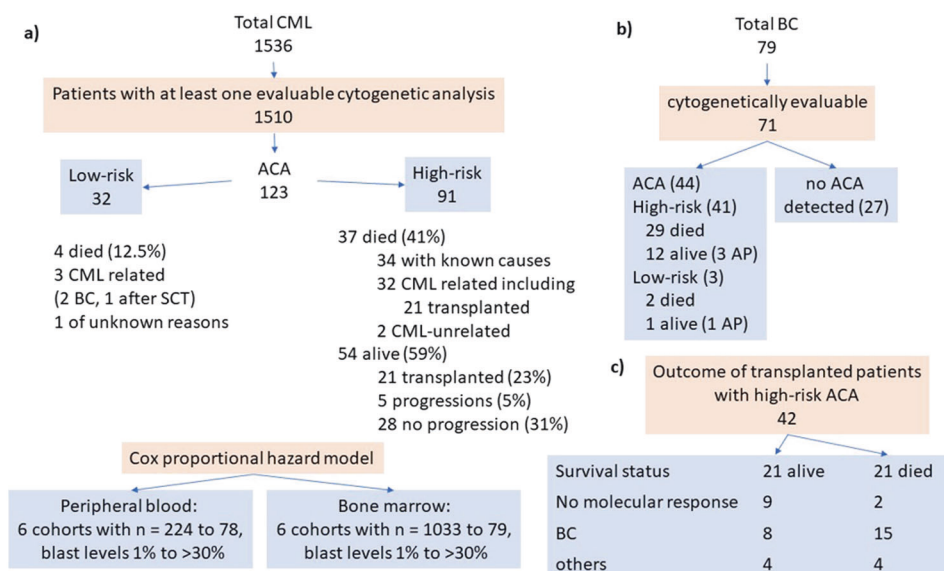 a)
Total CML
1536
Patients with at least one evaluable cytogenetic analysis
1510
Low-risk
32
ACA
123
High-risk
91
4 died (12.5%)
3 CML related
(2 BC, 1 after SCT)
1 of unknown reasons
37 died (41%)
34 with known causes
32 CML related including
21 transplanted
2 CML-unrelated
54 alive (59%)
21 transplanted (23%)
5 progressions (5%)
28 no progression (31%)
Cox proportional hazard model
Peripheral blood:
6 cohorts with n = 224 to 78,
blast levels 1% to >30%
Bone marrow:
6 cohorts with n = 1033 to 79,
blast levels 1% to >30%
b)
Total BC
79
cytogenetically evaluable
71
ACA (44)
High-risk (41)
29 died
12 alive (3 AP)
Low-risk (3)
2 died
1 alive (1 AP)
no ACA
detected (27)
c)
Outcome of transplanted patients
with high-risk ACA
42
Survival status 21 alive 21 died
No molecular response 9 2
BC 8 15
others 4 4